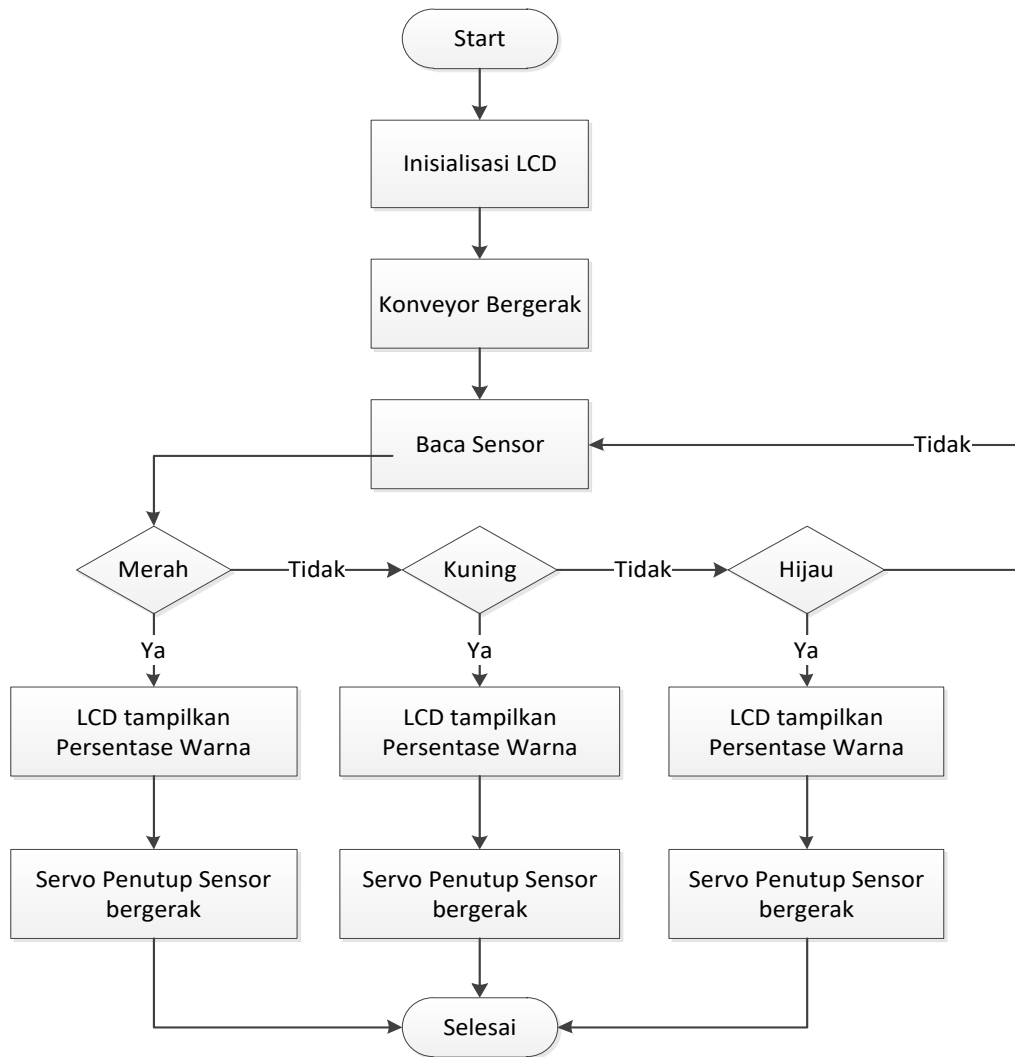 Start
Inisialisasi LCD
Konveyor Bergerak
Baca Sensor
Tidak
Merah
Tidak
Kuning
Tidak
Hijau
Ya
Ya
Ya
LCD tampilkan
Persentase Warna
LCD tampilkan
Persentase Warna
LCD tampilkan
Persentase Warna
Servo Penutup Sensor
bergerak
Servo Penutup Sensor
bergerak
Servo Penutup Sensor
bergerak
Selesai